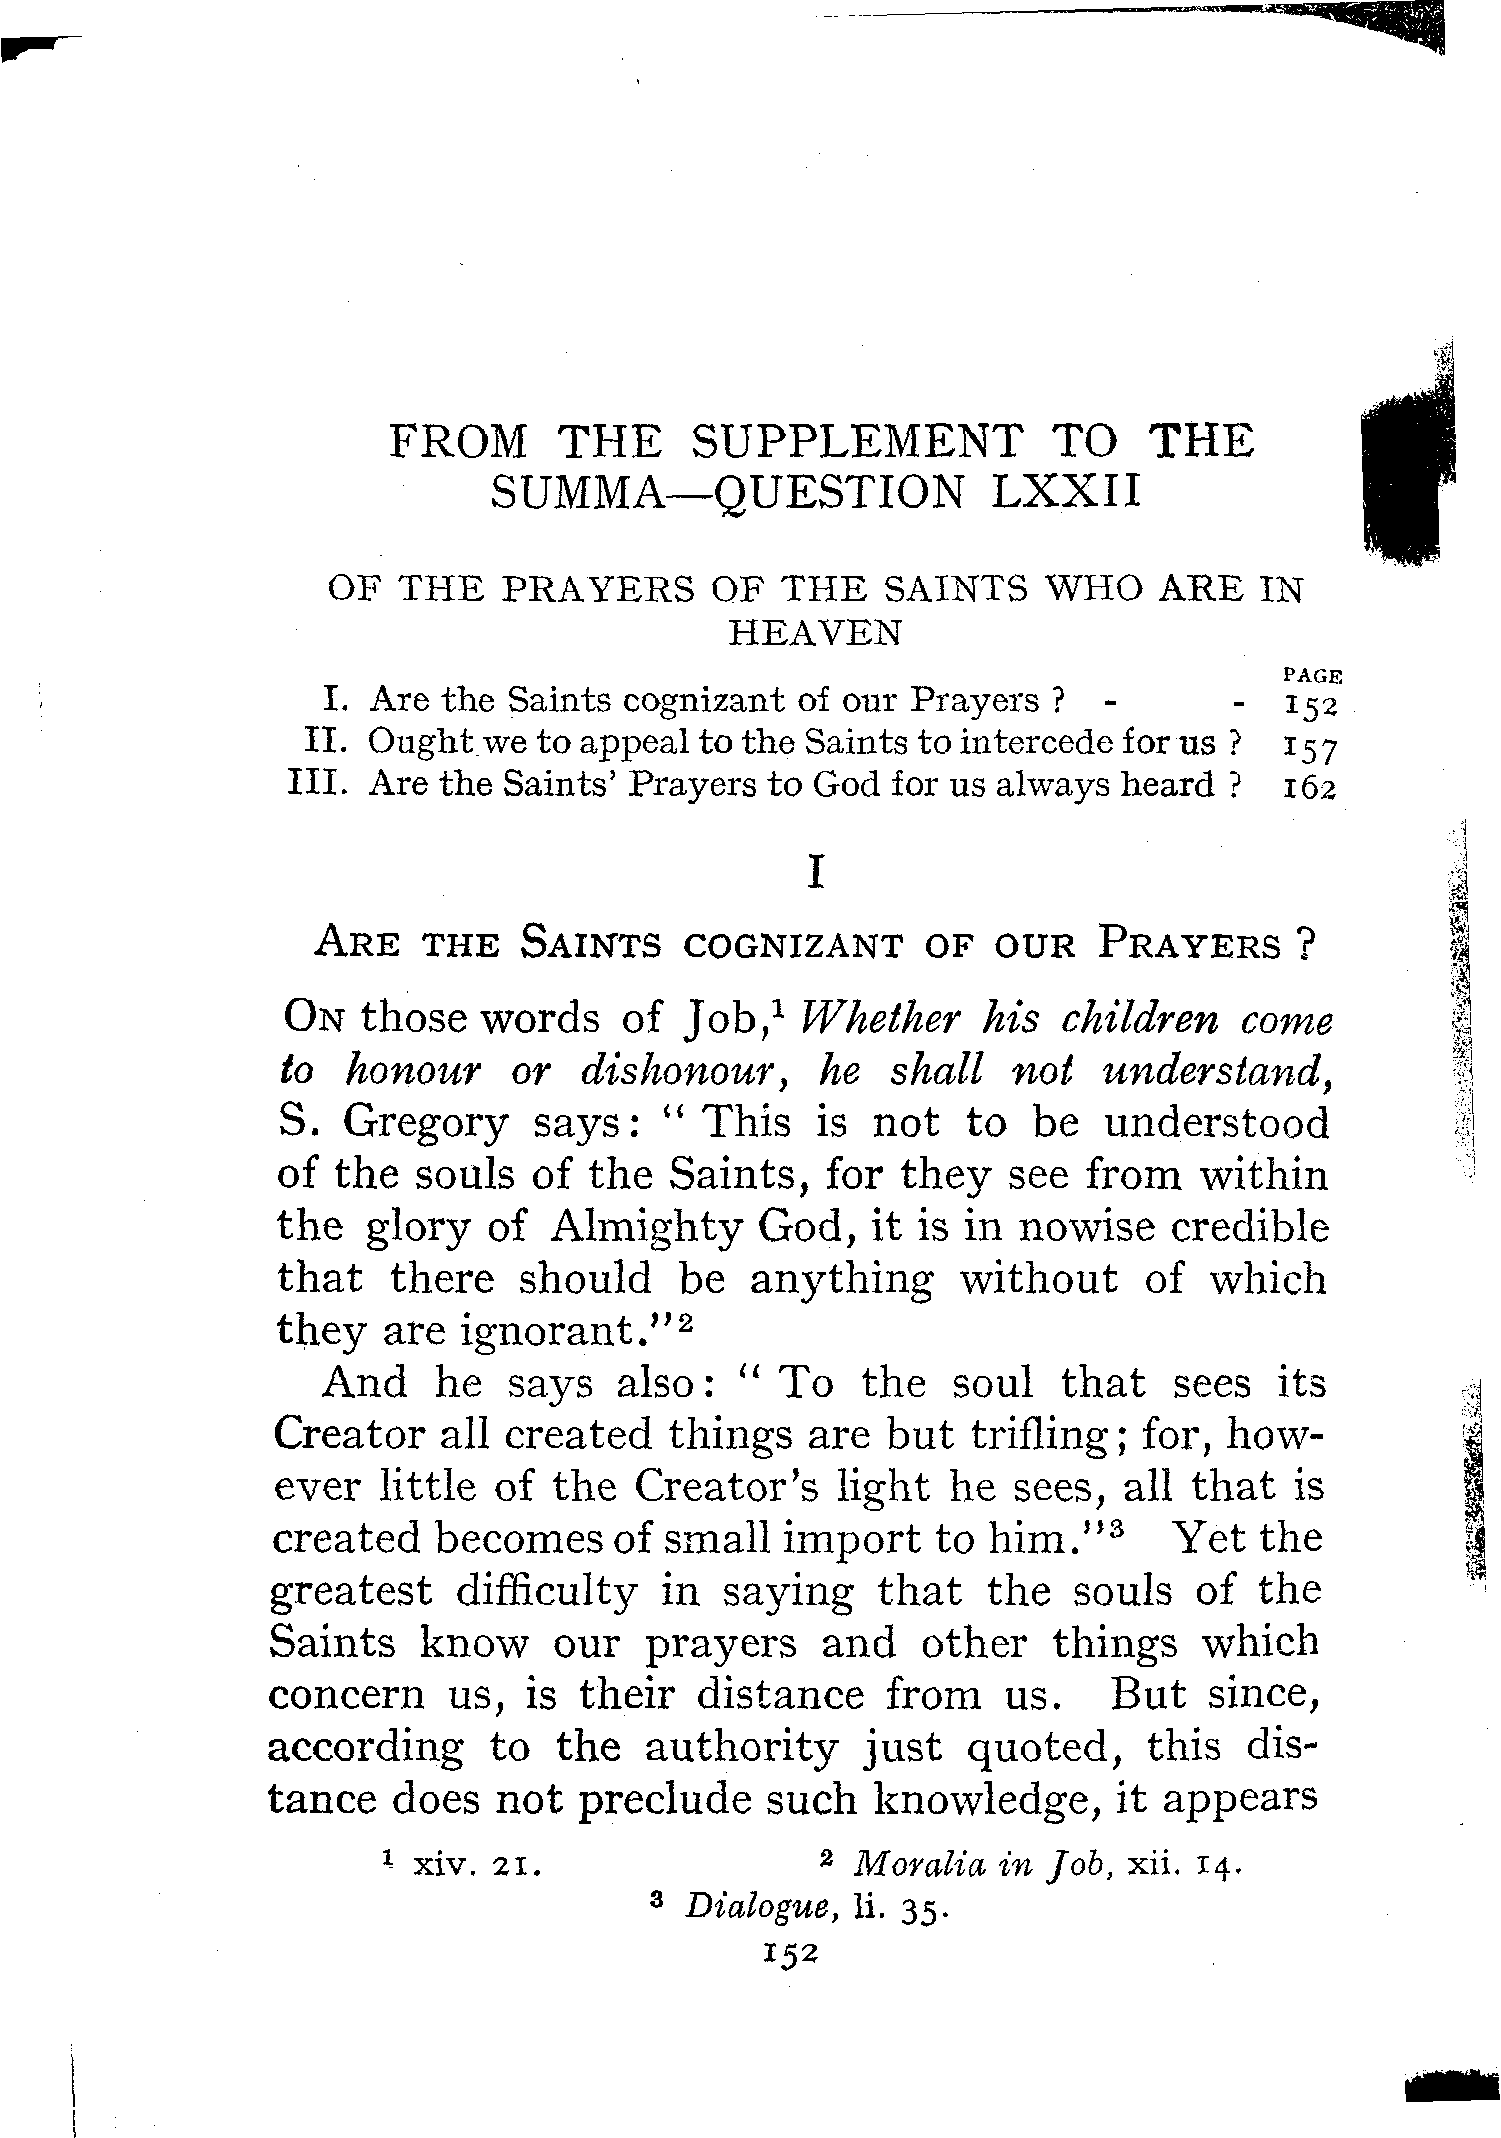 FROM THE SUPPLEMENT TO THE
SUMMA—QUESTION LXXII
OF THE PRAYERS OF THE SAINTS WHO ARE IN
HEAVEN
PAGE
I. Are the Saints cognizant of our Prayers ? - - 152
II. Ought we to appeal to the Saints to intercede for us ? 157
III. Are the Saints' Prayers to God for us always heard ? 162
I
ARE THE SAINTS COGNIZANT OF OUR PRAYERS ?
ON those words of Job,¹ Whether his children come
to honour or dishonour, he shall not understand,
S. Gregory says: “ This is not to be understood
of the souls of the Saints, for they see from within
the glory of Almighty God, it is in nowise credible
that there should be anything without of which
they are ignorant.”²
And he says also: “ To the soul that sees its
Creator all created things are but trifling; for, how-
ever little of the Creator's light he sees, all that is
created becomes of small import to him.”³ Yet the
greatest difficulty in saying that the souls of the
Saints know our prayers and other things which
concern us, is their distance from us. But since,
according to the authority just quoted, this dis-
tance does not preclude such knowledge, it appears
¹ xiv. 21. ² Moralia in Job, xii. 14.
³ Dialogue, li. 35.
152